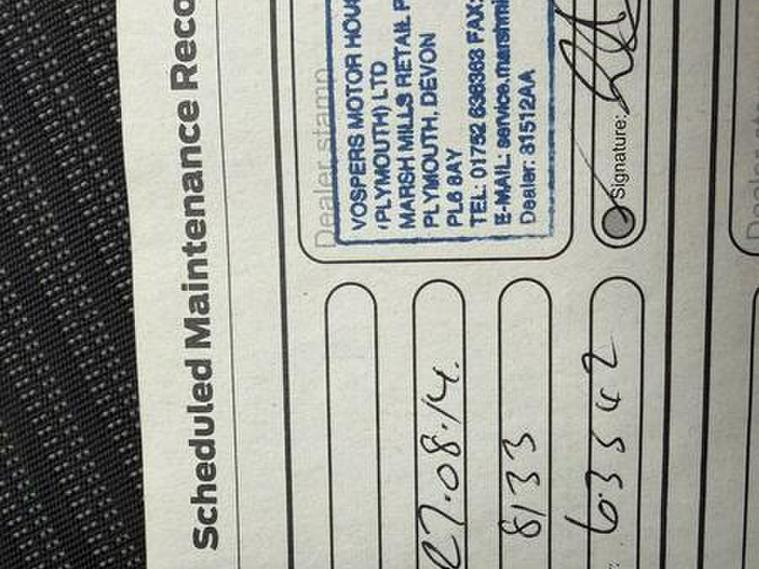 Scheduled Maintenance Reco
Dealer stamp
VOSPERS MOTOR HOU
(PLYMOUTH) LTD
MARSH MILLS RETAIL P
PLYMOUTH, DEVON
PL6 8AY
TEL: 01752 636363 FAX:
E-MAIL: service.marshmi
Dealer: 31512AA
27.08.14.
8133
63542
Signature: